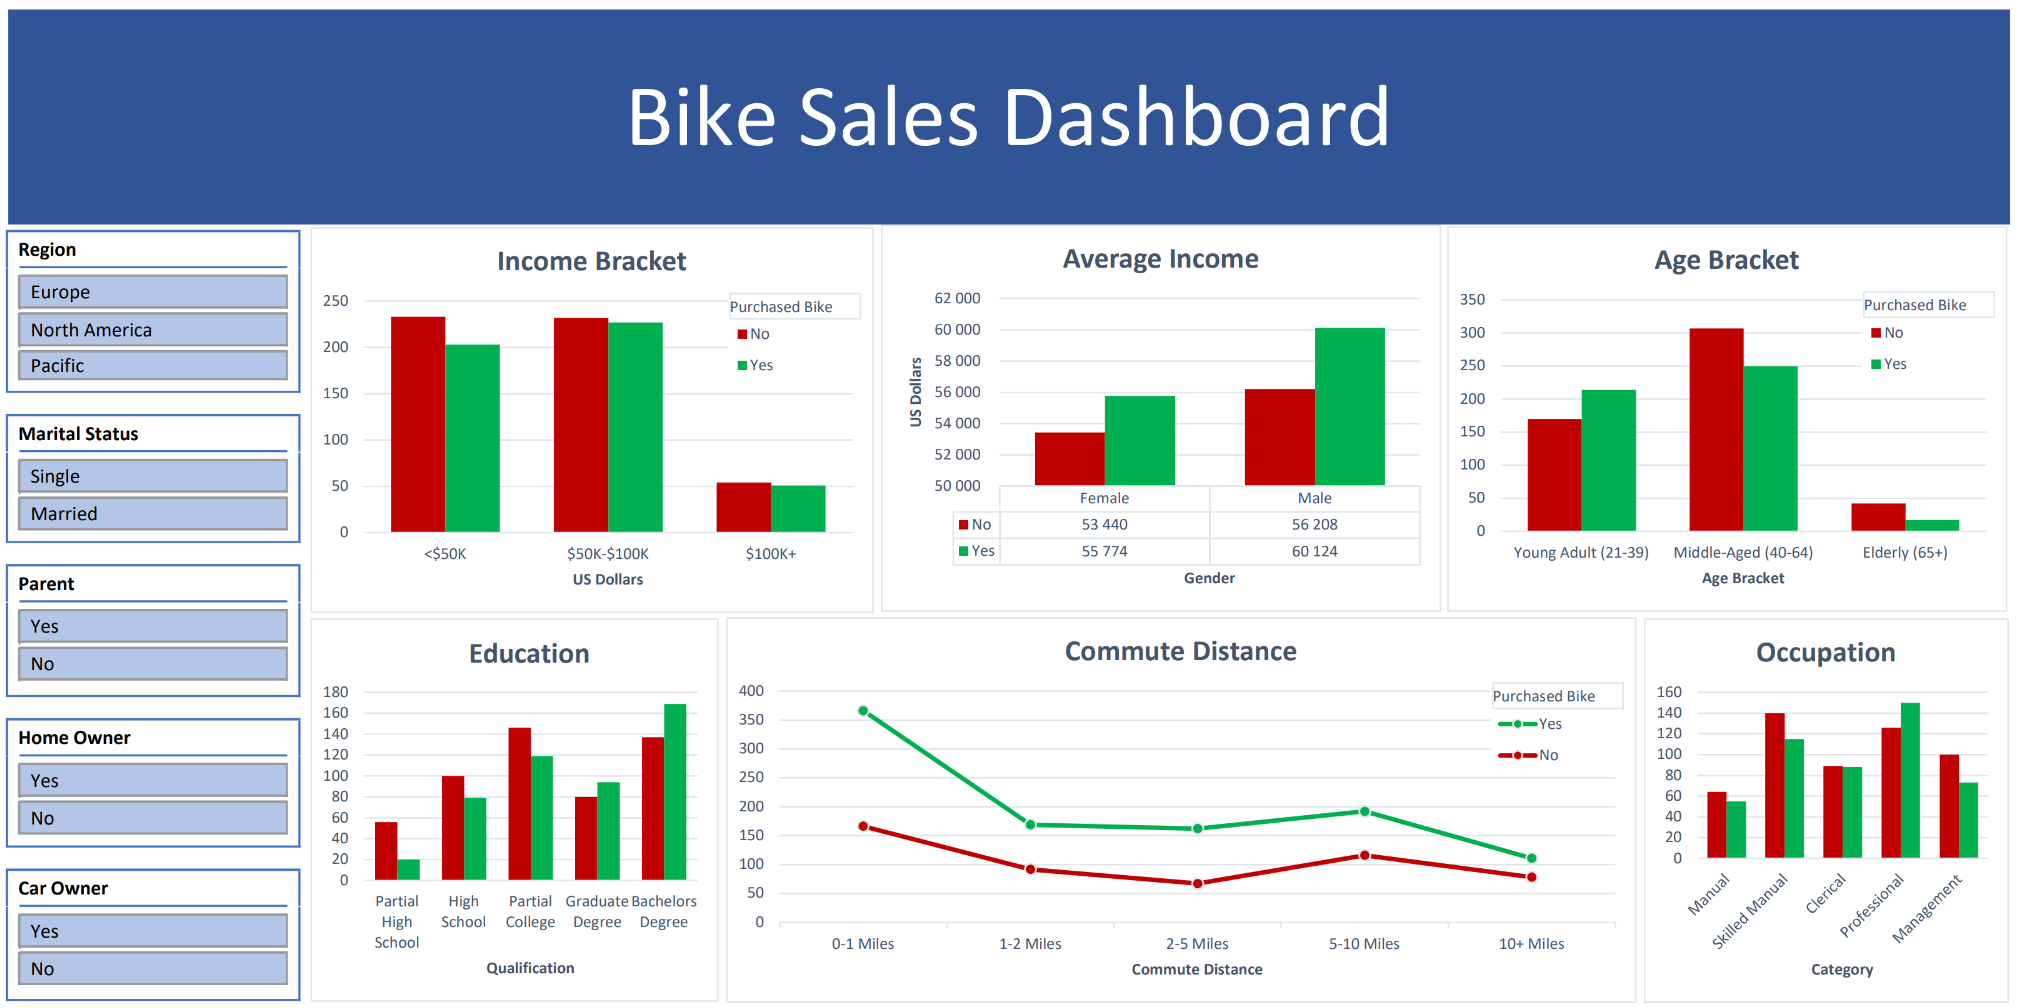 Bike Sales Dashboard
Region
Europe
North America
Pacific
Marital Status
Single
Married
Parent
Yes
No
Home Owner
Yes
No
Car Owner
Yes
No
Income Bracket
Purchased Bike
No
Yes
250
200
150
100
50
0
<$50K $50K-$100K $100K+
US Dollars
Average Income
US Dollars
62 000
60 000
58 000
56 000
54 000
52 000
50 000
Female Male
No 53 440 56 208
Yes 55 774 60 124
Gender
Age Bracket
Purchased Bike
No
Yes
350
300
250
200
150
100
50
0
Young Adult (21-39) Middle-Aged (40-64) Elderly (65+)
Age Bracket
Education
180
160
140
120
100
80
60
40
20
0
Partial High School
High School
Partial College
Graduate Degree
Bachelors Degree
Qualification
Commute Distance
Purchased Bike
Yes
No
400
350
300
250
200
150
100
50
0
0-1 Miles 1-2 Miles 2-5 Miles 5-10 Miles 10+ Miles
Commute Distance
Occupation
160
140
120
100
80
60
40
20
0
Manual
Skilled Manual
Clerical
Professional
Management
Category